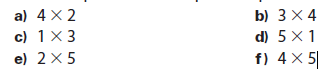 a) 4 × 2 b) 3 × 4
c) 1 × 3 d) 5 × 1
e) 2 × 5 f) 4 × 5